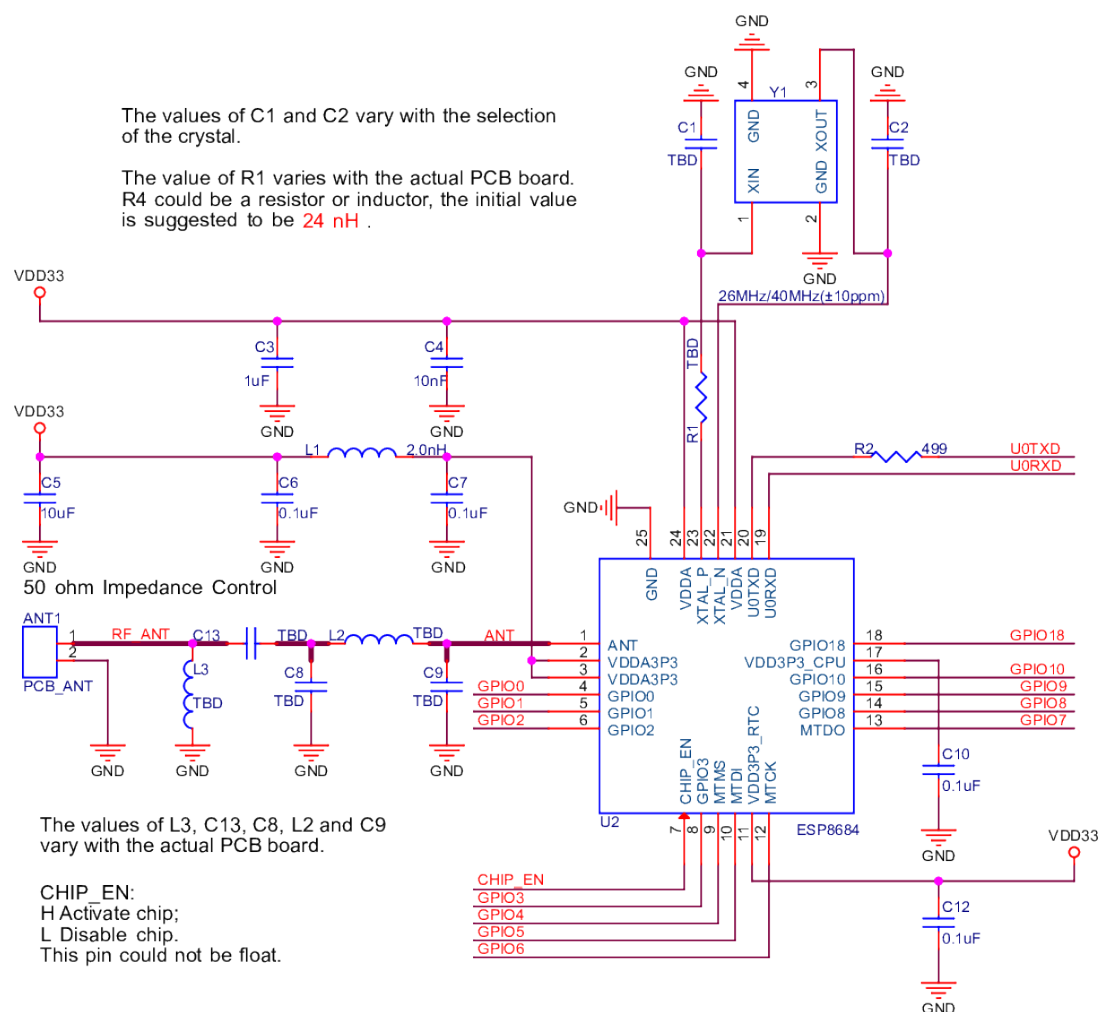 The values of C1 and C2 vary with the selection
of the crystal.
The value of R1 varies with the actual PCB board.
R4 could be a resistor or inductor, the initial value
is suggested to be 24 nH .
GND
GND
GND
4
3
Y1
C1
TBD
GND
XOUT
XIN
GND
C2
TBD
1
2
GND
26MHz/40MHz(±10ppm)
VDD33
C3
1uF
GND
C4
10nF
GND
TBD
R1
VDD33
L1
2.0nH
C5
10uF
GND
C6
0.1uF
GND
C7
0.1uF
GND
R2
499
U0TXD
U0RXD
GND
25
24
23
22
21
20
19
GND
VDDA
XTAL_P
XTAL_N
VDDA
U0TXD
U0RXD
50 ohm Impedance Control
ANT1
1
2
PCB_ANT
GND
RF_ANT
C13
TBD
L3
TBD
GND
L2
TBD
C8
TBD
GND
C9
TBD
GND
ANT
1
ANT
2
VDDA3P3
3
VDDA3P3
GPIO0
4
GPIO0
GPIO1
5
GPIO1
GPIO2
6
GPIO2
GPIO18
18
GPIO18
VDD3P3_CPU
17
GPIO10
16
GPIO10
GPIO9
15
GPIO9
GPIO8
14
GPIO8
MTDO
13
GPIO7
CHIP_EN
GPIO3
MTMS
MTDI
VDD3P3_RTC
MTCK
U2
ESP8684
7
8
9
10
11
12
C10
0.1uF
GND
VDD33
C12
0.1uF
GND
CHIP_EN
GPIO3
GPIO4
GPIO5
GPIO6
The values of L3, C13, C8, L2 and C9
vary with the actual PCB board.
CHIP_EN:
H Activate chip;
L Disable chip.
This pin could not be float.